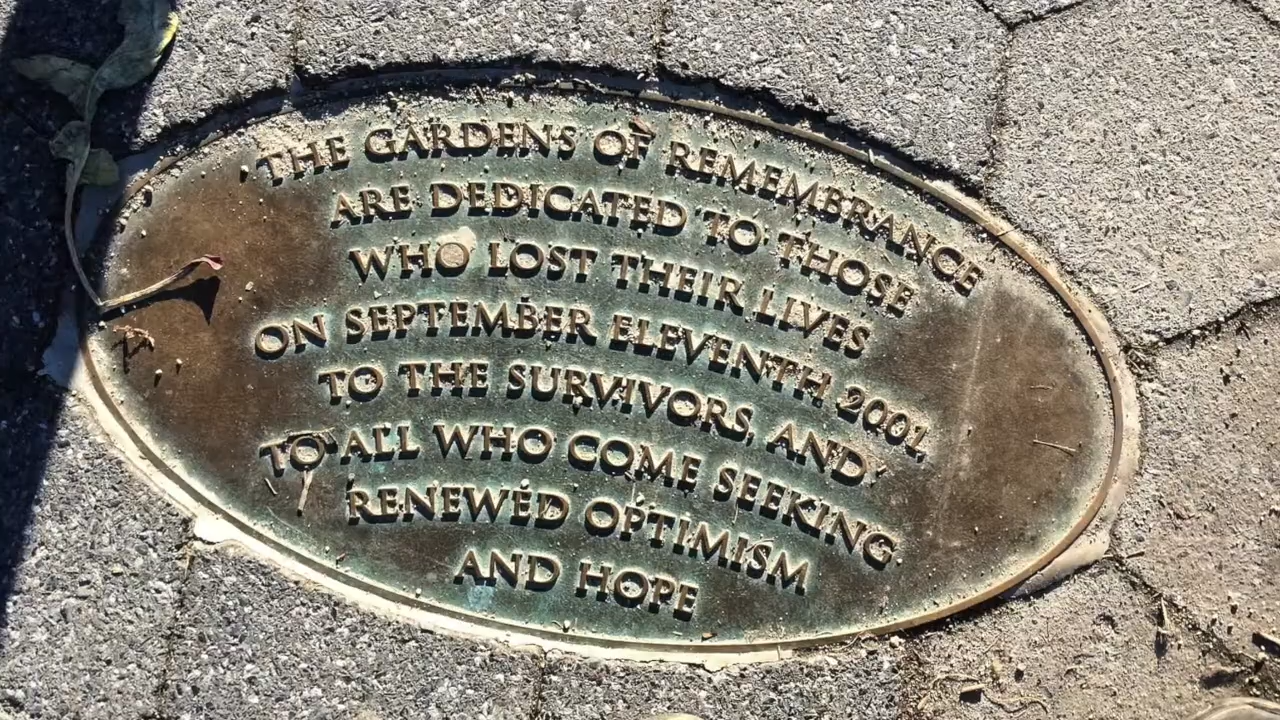 THE GARDENS OF REMEMBRANCE
ARE DEDICATED TO THOSE
WHO LOST THEIR LIVES
ON SEPTEMBER ELEVENTH 2001,
TO THE SURVIVORS, AND
TO ALL WHO COME SEEKING
RENEWED OPTIMISM
AND HOPE